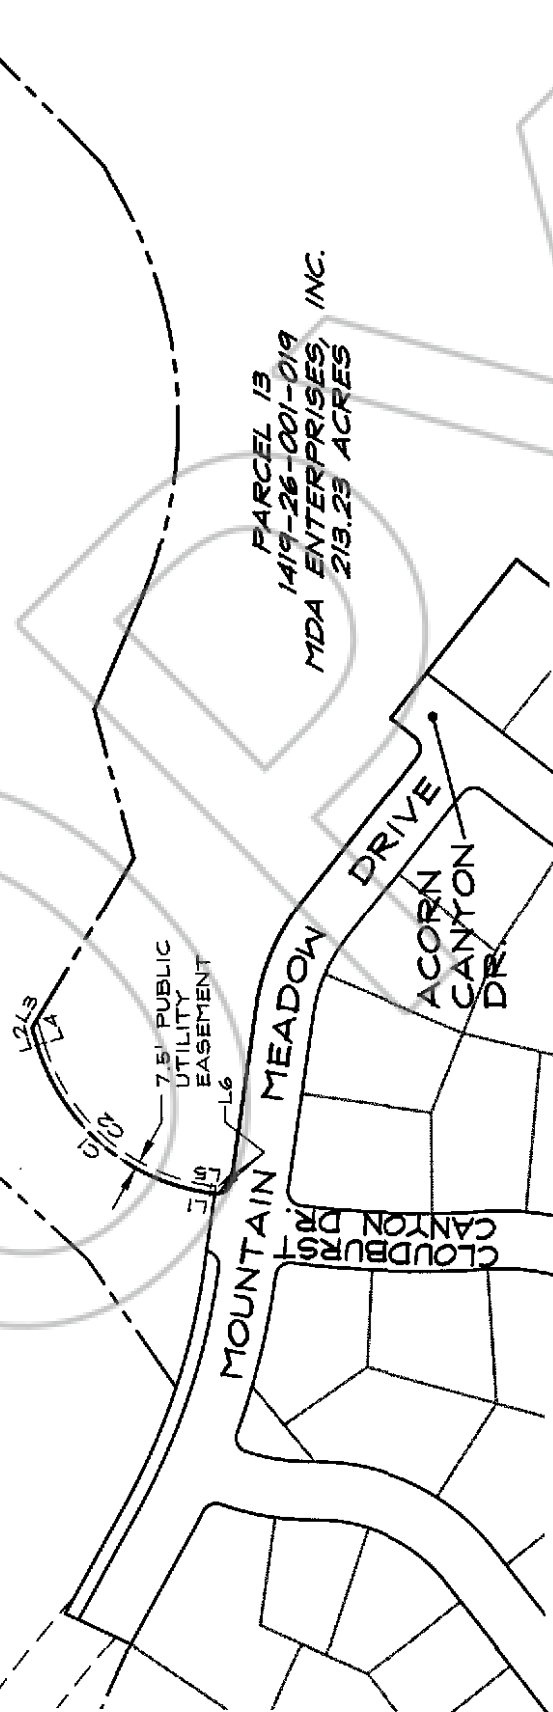 PARCEL 13
1419-26-001-019
MDA ENTERPRISES, INC.
213.23 ACRES
L2
L3
L4
7.5' PUBLIC
UTILITY
EASEMENT
C1
C2
L6
L5
L1
MOUNTAIN MEADOW DRIVE
ACORN
CANYON
DR.
CLOUDBURST
CANYON DR.